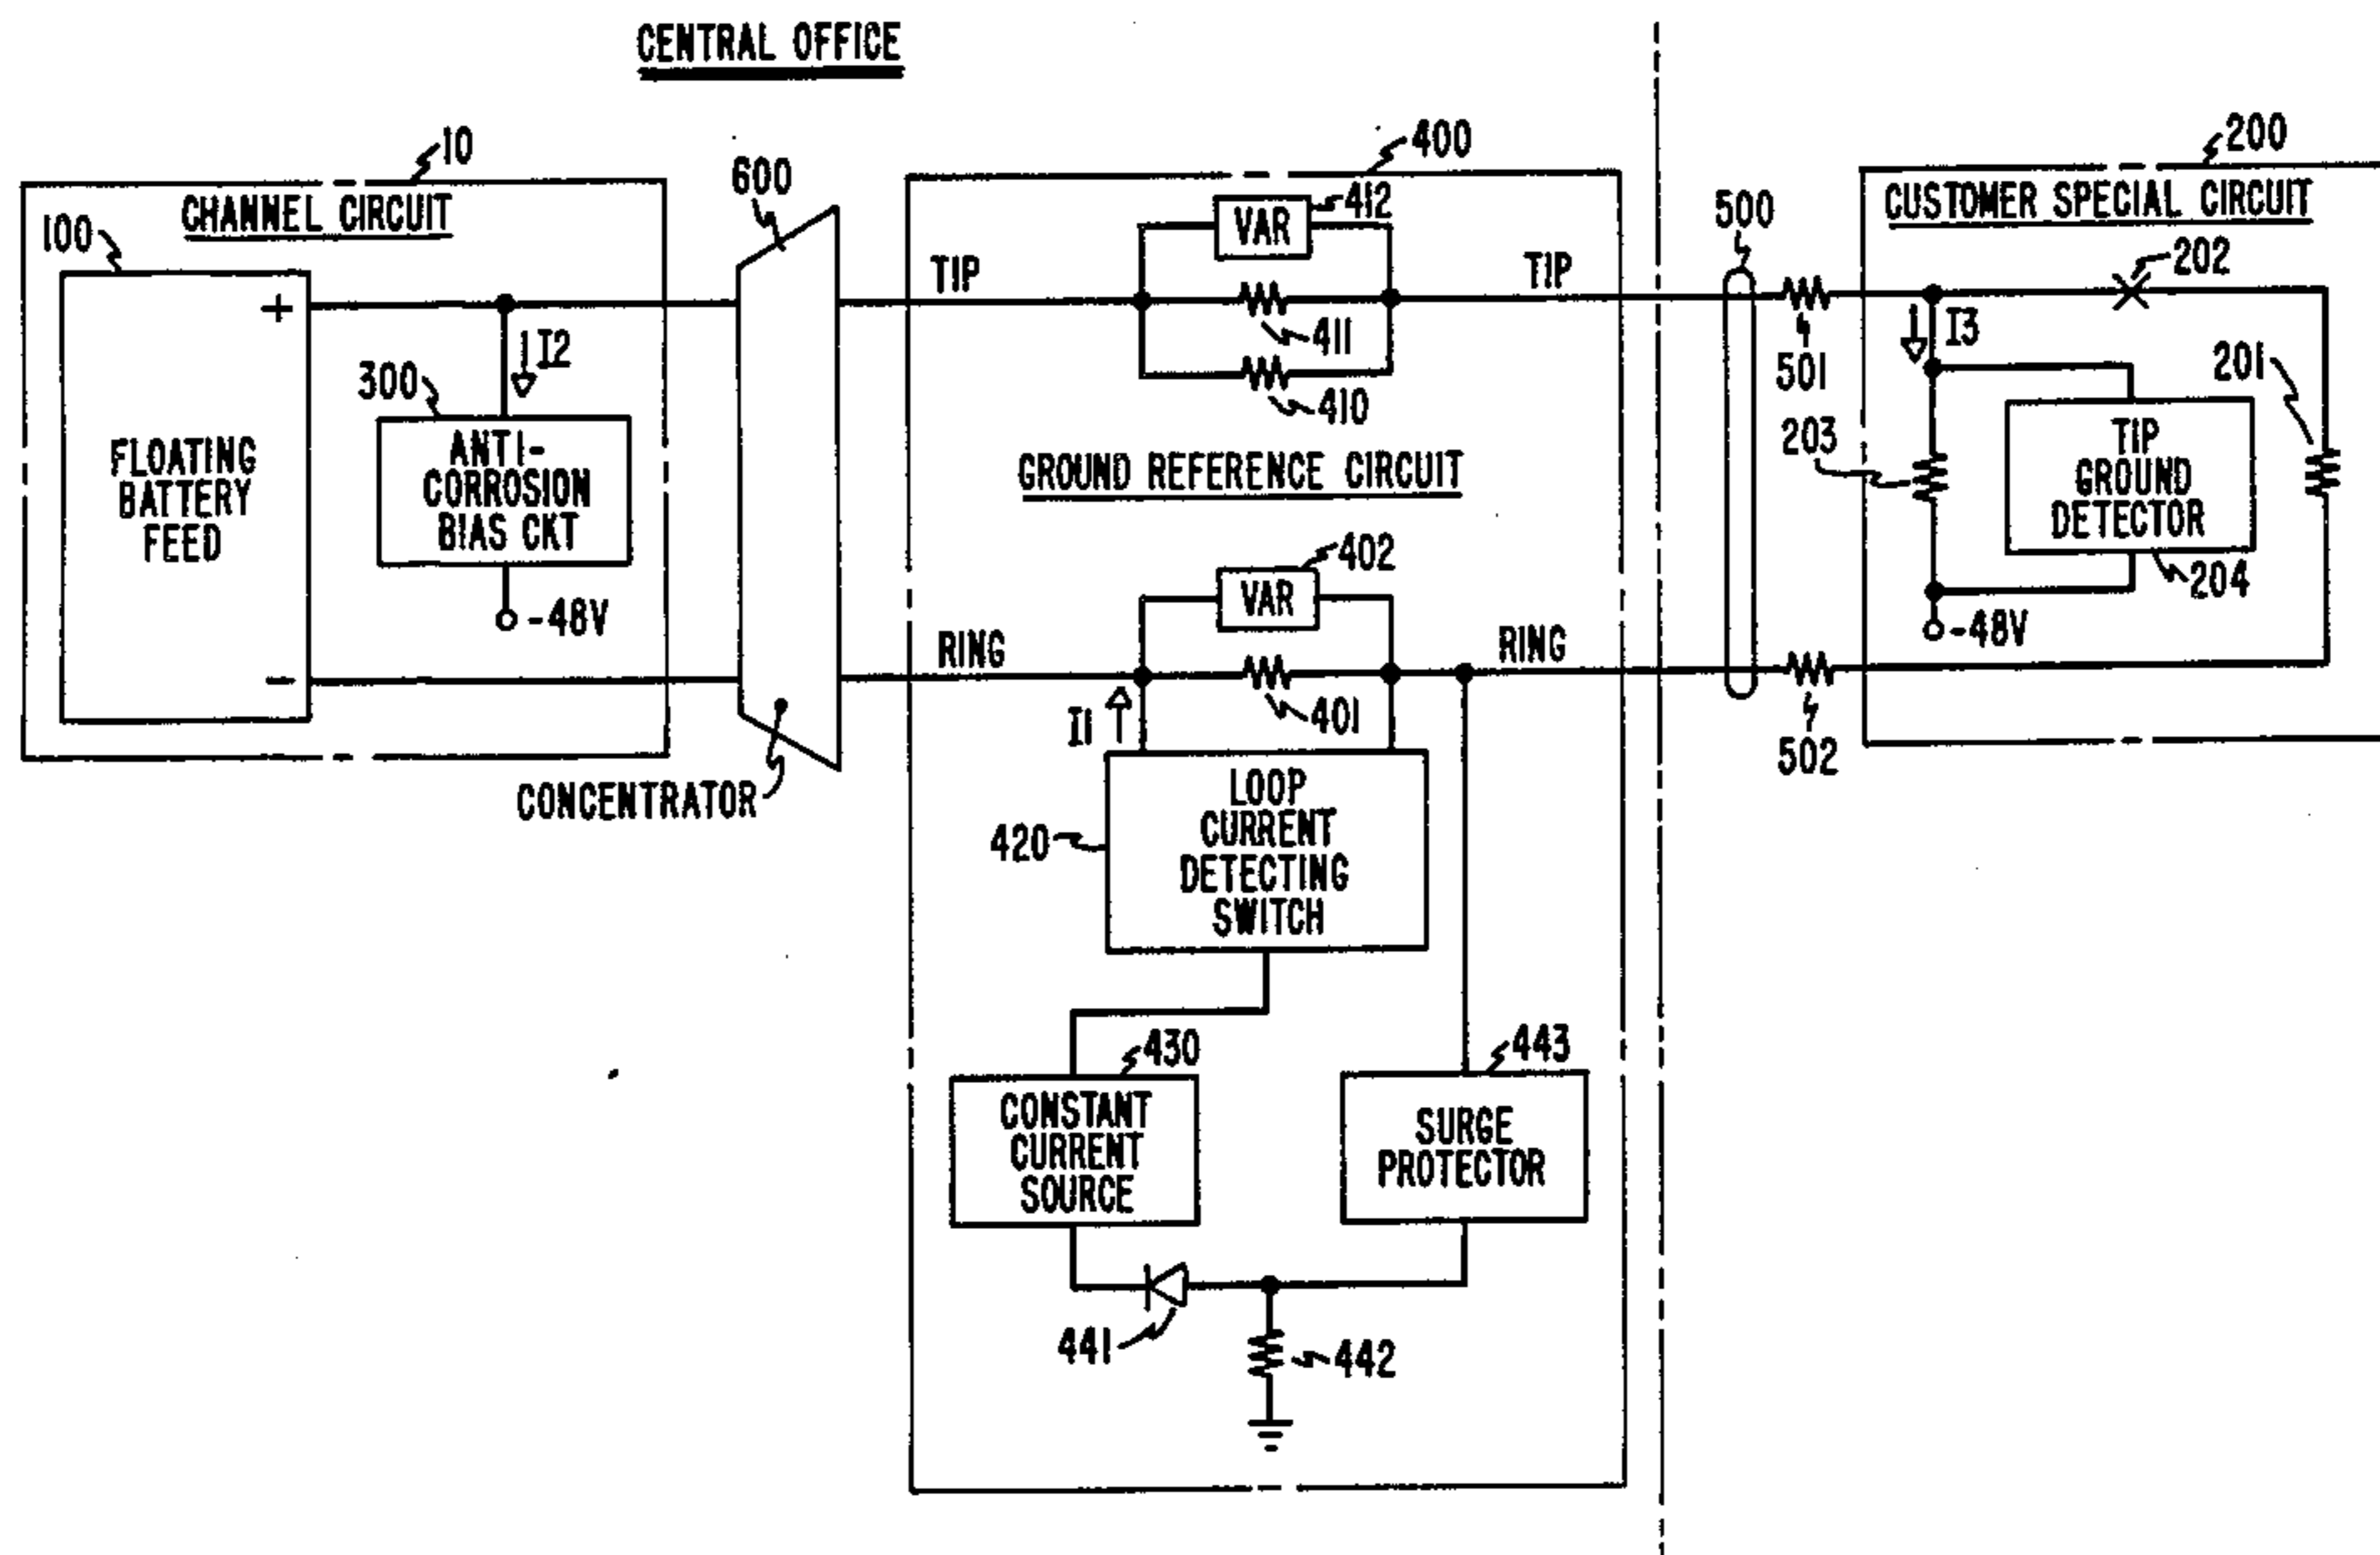 CENTRAL OFFICE
10
CHANNEL CIRCUIT
100
+
FLOATING
BATTERY
FEED
-
I2
300
ANTI-
CORROSION
BIAS CKT
-48V
600
CONCENTRATOR
400
TIP
VAR
412
411
410
TIP
GROUND REFERENCE CIRCUIT
402
VAR
RING
RING
401
I1
420
LOOP
CURRENT
DETECTING
SWITCH
430
CONSTANT
CURRENT
SOURCE
443
SURGE
PROTECTOR
441
442
500
501
502
200
CUSTOMER SPECIAL CIRCUIT
202
I3
201
203
TIP
GROUND
DETECTOR
204
-48V